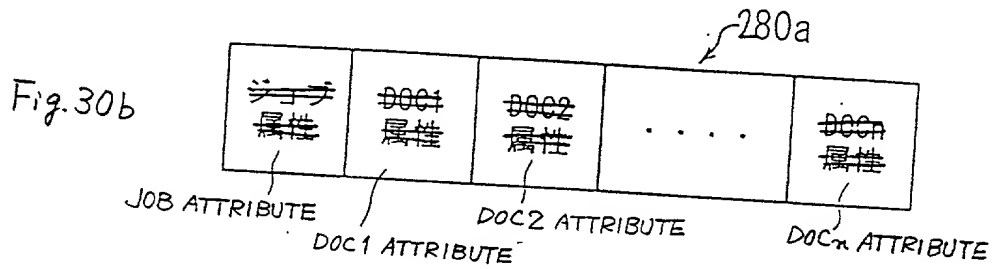 280a
Fig.30b
ジョブ
属性
DOC1
属性
DOC2
属性
. . . .
DOCn
属性
JOB ATTRIBUTE
DOC1 ATTRIBUTE
DOC2 ATTRIBUTE
DOCn ATTRIBUTE